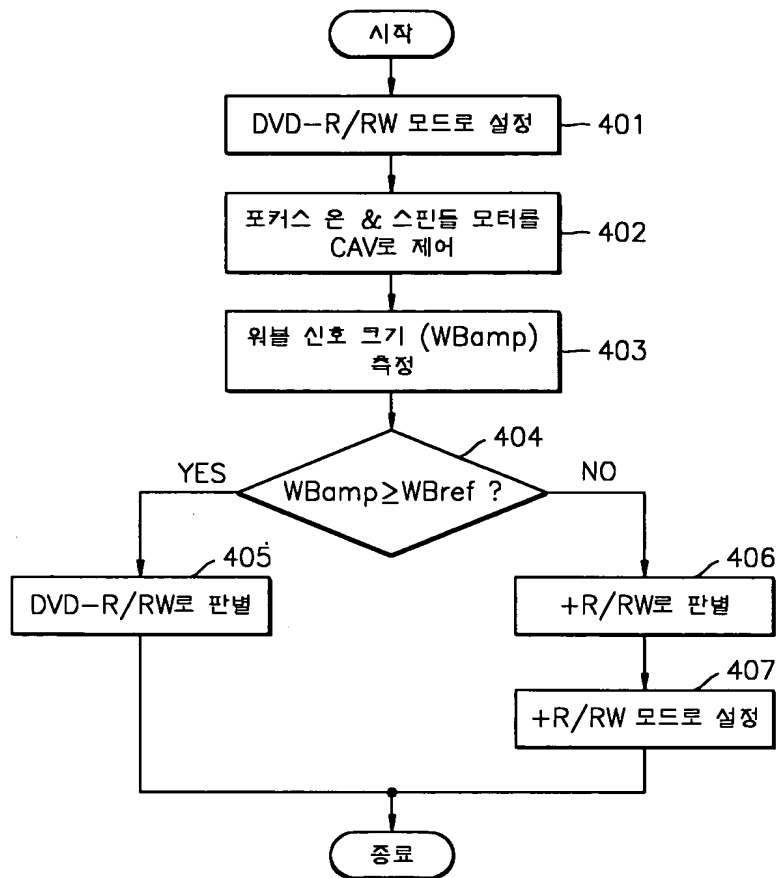 시작
DVD-R/RW 모드로 설정
401
포커스 온 & 스핀들 모터를
CAV로 제어
402
워블 신호 크기 (WBamp)
측정
403
404
WBamp≥WBref ?
YES
NO
405
DVD-R/RW로 판별
406
+R/RW로 판별
407
+R/RW 모드로 설정
종료